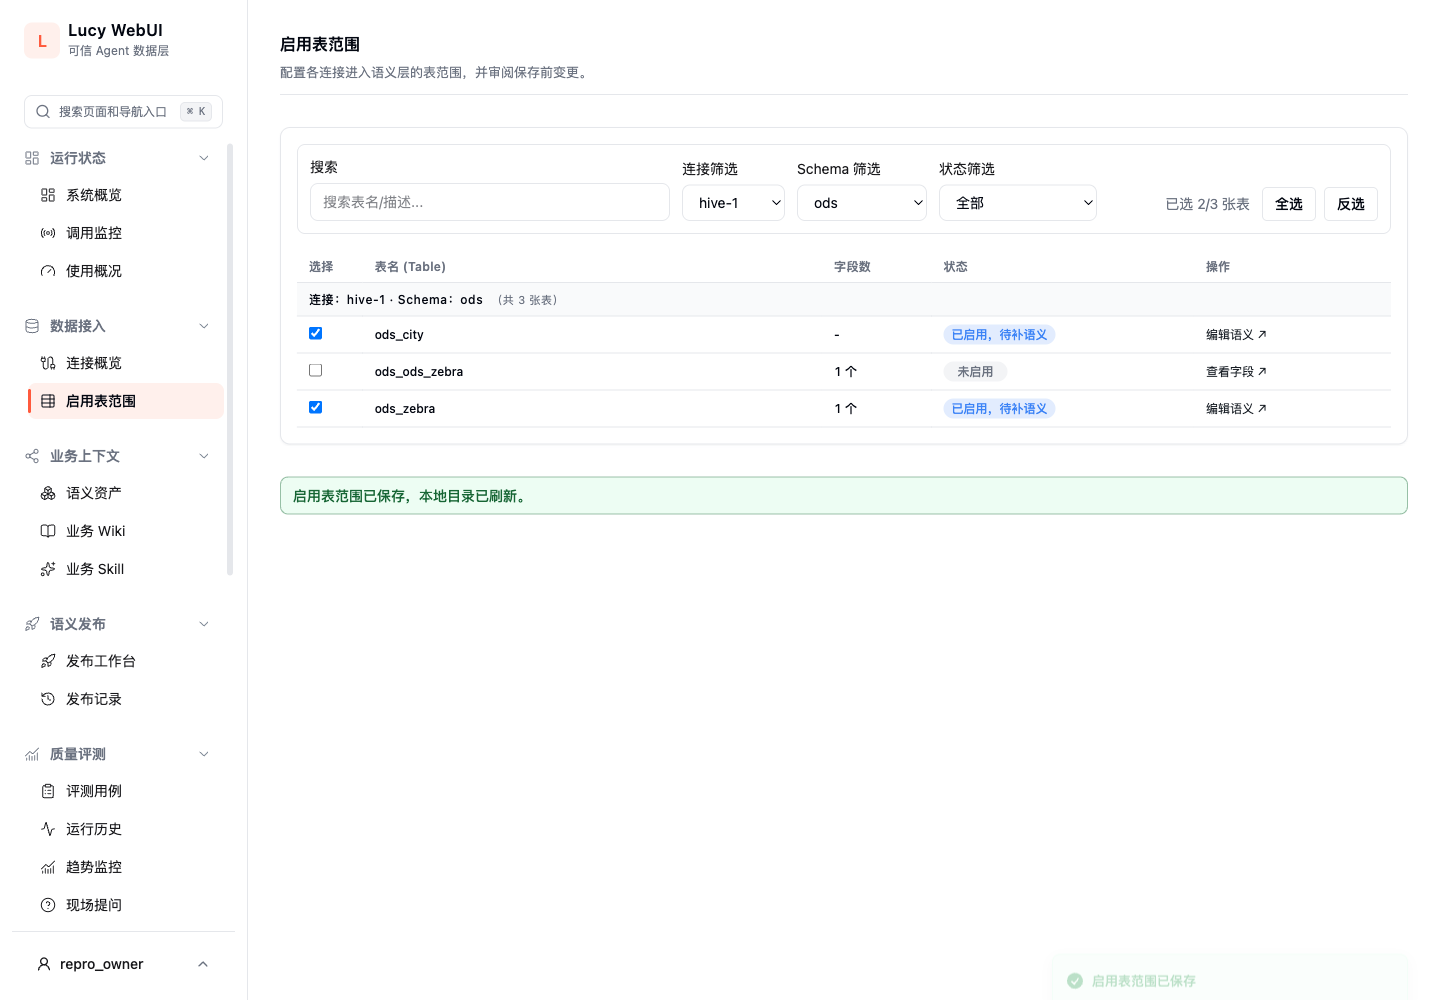 L
Lucy WebUI
可信 Agent 数据层
搜索页面和导航入口 ⌘ K
运行状态
系统概览
调用监控
使用概况
数据接入
连接概览
启用表范围
业务上下文
语义资产
业务 Wiki
业务 Skill
语义发布
发布工作台
发布记录
质量评测
评测用例
运行历史
趋势监控
现场提问
repro_owner
启用表范围
配置各连接进入语义层的表范围，并审阅保存前变更。
搜索 连接筛选 Schema 筛选 状态筛选
搜索表名/描述... hive-1 ods 全部 已选 2/3 张表 全选 反选
选择 表名 (Table) 字段数 状态 操作
连接：hive-1 · Schema：ods （共 3 张表）
ods_city - 已启用，待补语义 编辑语义 ↗
ods_ods_zebra 1 个 未启用 查看字段 ↗
ods_zebra 1 个 已启用，待补语义 编辑语义 ↗
启用表范围已保存，本地目录已刷新。
启用表范围已保存